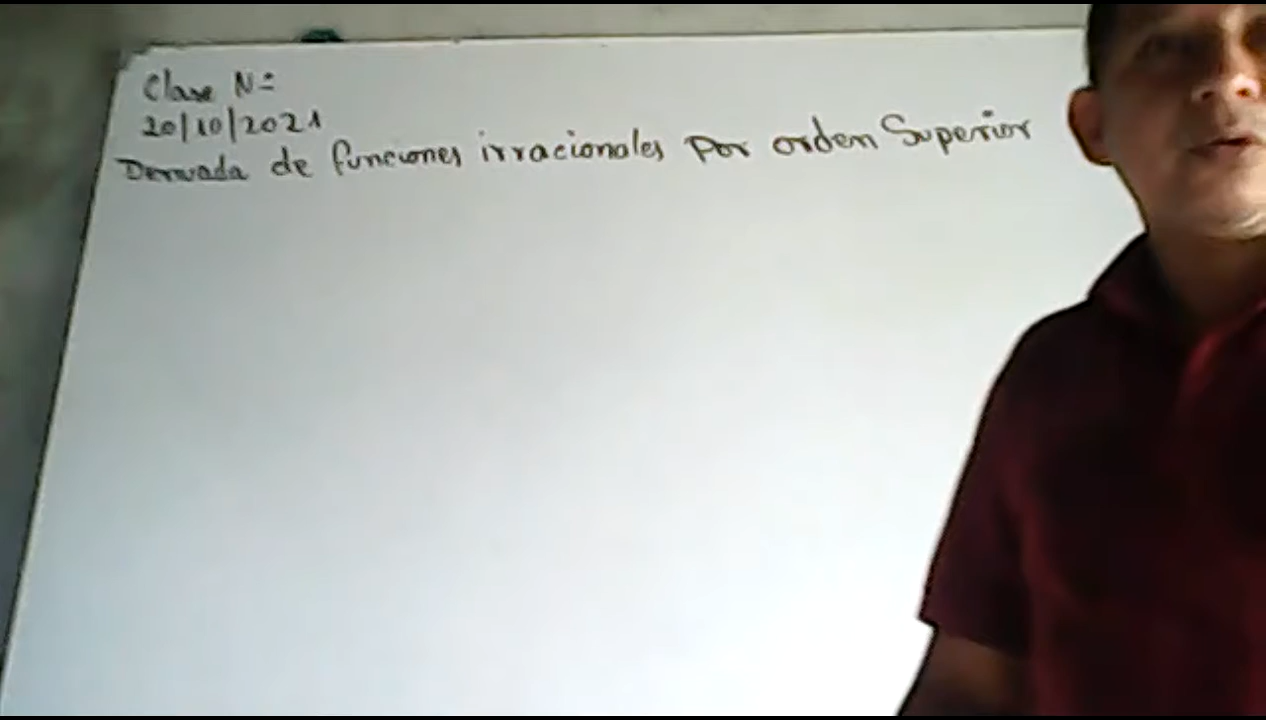 Clase N=
20/10/2021
Derivada de funciones irracionales Por orden Superior